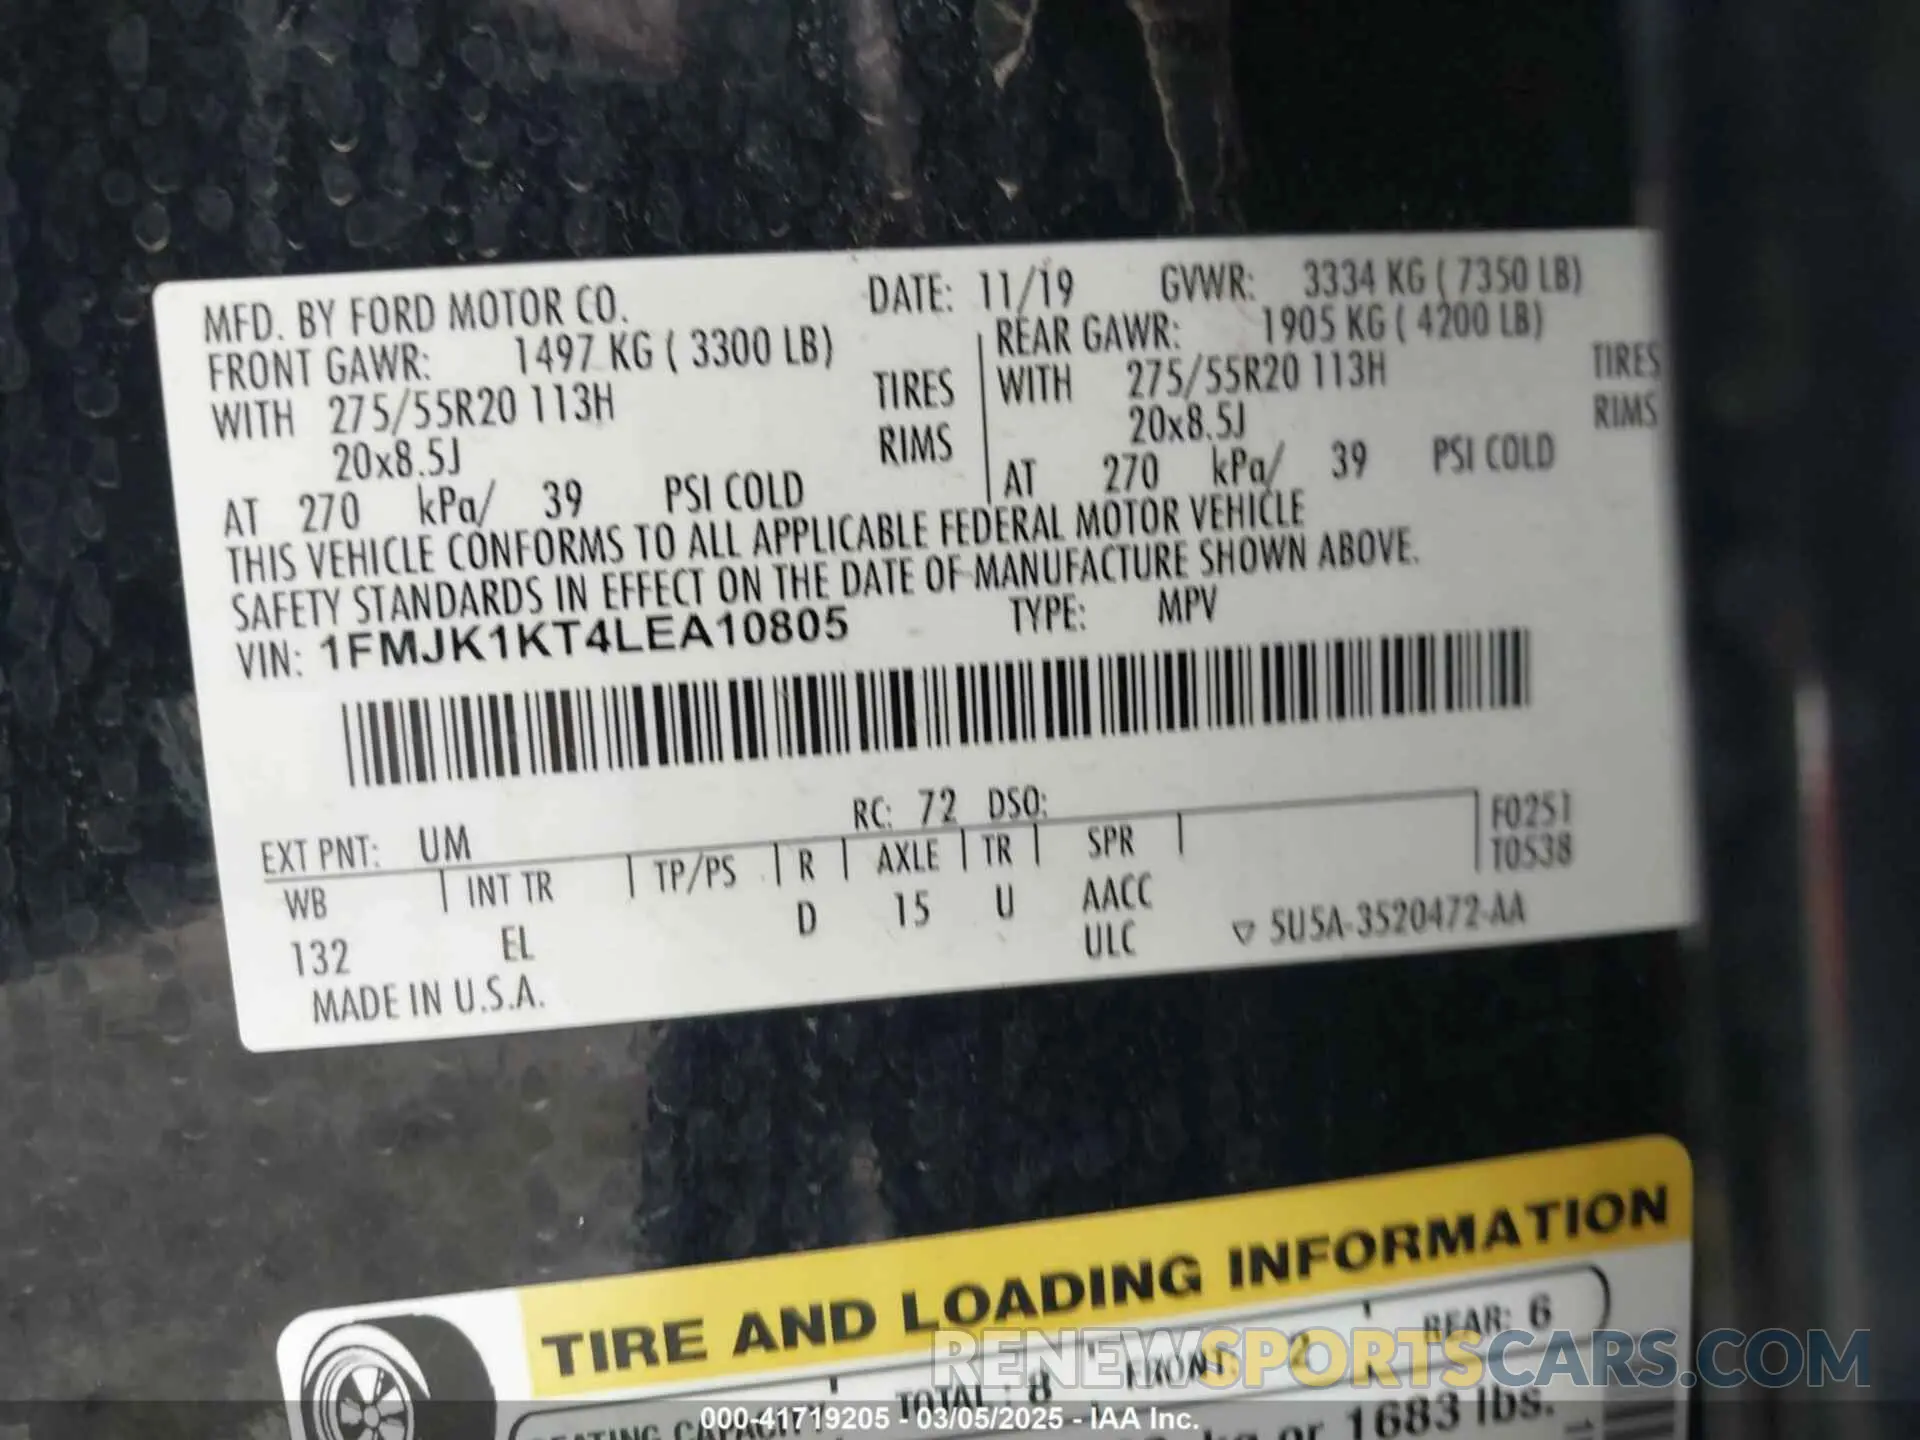 MFD. BY FORD MOTOR CO. DATE: 11/19 GVWR: 3334 KG ( 7350 LB)
FRONT GAWR: 1497 KG ( 3300 LB) REAR GAWR: 1905 KG ( 4200 LB)
WITH 275/55R20 113H TIRES WITH 275/55R20 113H TIRES
20x8.5J RIMS 20x8.5J RIMS
AT 270 kPa/ 39 PSI COLD AT 270 kPa/ 39 PSI COLD
THIS VEHICLE CONFORMS TO ALL APPLICABLE FEDERAL MOTOR VEHICLE
SAFETY STANDARDS IN EFFECT ON THE DATE OF MANUFACTURE SHOWN ABOVE.
VIN: 1FMJK1KT4LEA10805 TYPE: MPV
EXT PNT: UM RC: 72 DSO: F0251
WB INT TR TP/PS R AXLE TR SPR T0538
132 EL D 15 U AACC
ULC 5U5A-3520472-AA
MADE IN U.S.A.
TIRE AND LOADING INFORMATION
SEATING CAPACITY TOTAL: 8 FRONT: 2 REAR: 6
kg or 1683 lbs.
RENEWSPORTSCARS.COM
000-41719205 - 03/05/2025 - IAA Inc.